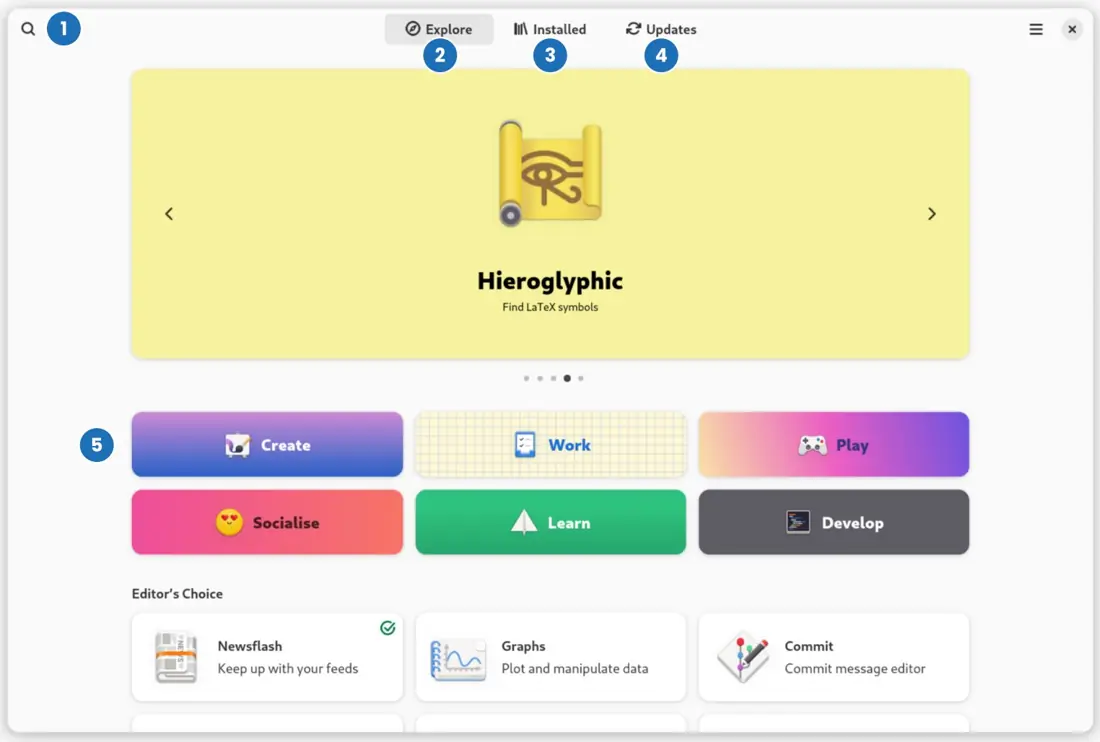 1
Explore
Installed
Updates
2
3
4
Hieroglyphic
Find LaTeX symbols
5
Create
Work
Play
Socialise
Learn
Develop
Editor's Choice
Newsflash
Keep up with your feeds
Graphs
Plot and manipulate data
Commit
Commit message editor